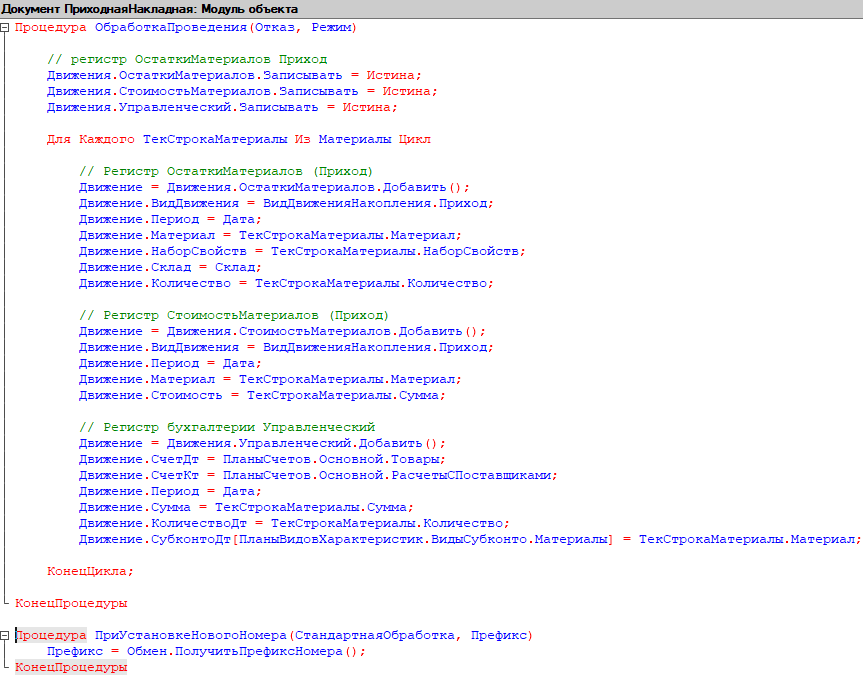 Документ ПриходнаяНакладная: Модуль объекта
Процедура ОбработкаПроведения(Отказ, Режим)
// регистр ОстаткиМатериалов Приход
Движения.ОстаткиМатериалов.Записывать = Истина;
Движения.СтоимостьМатериалов.Записывать = Истина;
Движения.Управленческий.Записывать = Истина;
Для Каждого ТекСтрокаМатериалы Из Материалы Цикл
// Регистр ОстаткиМатериалов (Приход)
Движение = Движения.ОстаткиМатериалов.Добавить();
Движение.ВидДвижения = ВидДвиженияНакопления.Приход;
Движение.Период = Дата;
Движение.Материал = ТекСтрокаМатериалы.Материал;
Движение.НаборСвойств = ТекСтрокаМатериалы.НаборСвойств;
Движение.Склад = Склад;
Движение.Количество = ТекСтрокаМатериалы.Количество;
// Регистр СтоимостьМатериалов (Приход)
Движение = Движения.СтоимостьМатериалов.Добавить();
Движение.ВидДвижения = ВидДвиженияНакопления.Приход;
Движение.Период = Дата;
Движение.Материал = ТекСтрокаМатериалы.Материал;
Движение.Стоимость = ТекСтрокаМатериалы.Сумма;
// Регистр бухгалтерии Управленческий
Движение = Движения.Управленческий.Добавить();
Движение.СчетДт = ПланыСчетов.Основной.Товары;
Движение.СчетКт = ПланыСчетов.Основной.РасчетыСПоставщиками;
Движение.Период = Дата;
Движение.Сумма = ТекСтрокаМатериалы.Сумма;
Движение.КоличествоДт = ТекСтрокаМатериалы.Количество;
Движение.СубконтоДт[ПланыВидовХарактеристик.ВидыСубконто.Материалы] = ТекСтрокаМатериалы.Материал;
КонецЦикла;
КонецПроцедуры
Процедура ПриУстановкеНовогоНомера(СтандартнаяОбработка, Префикс)
Префикс = Обмен.ПолучитьПрефиксНомера();
КонецПроцедуры